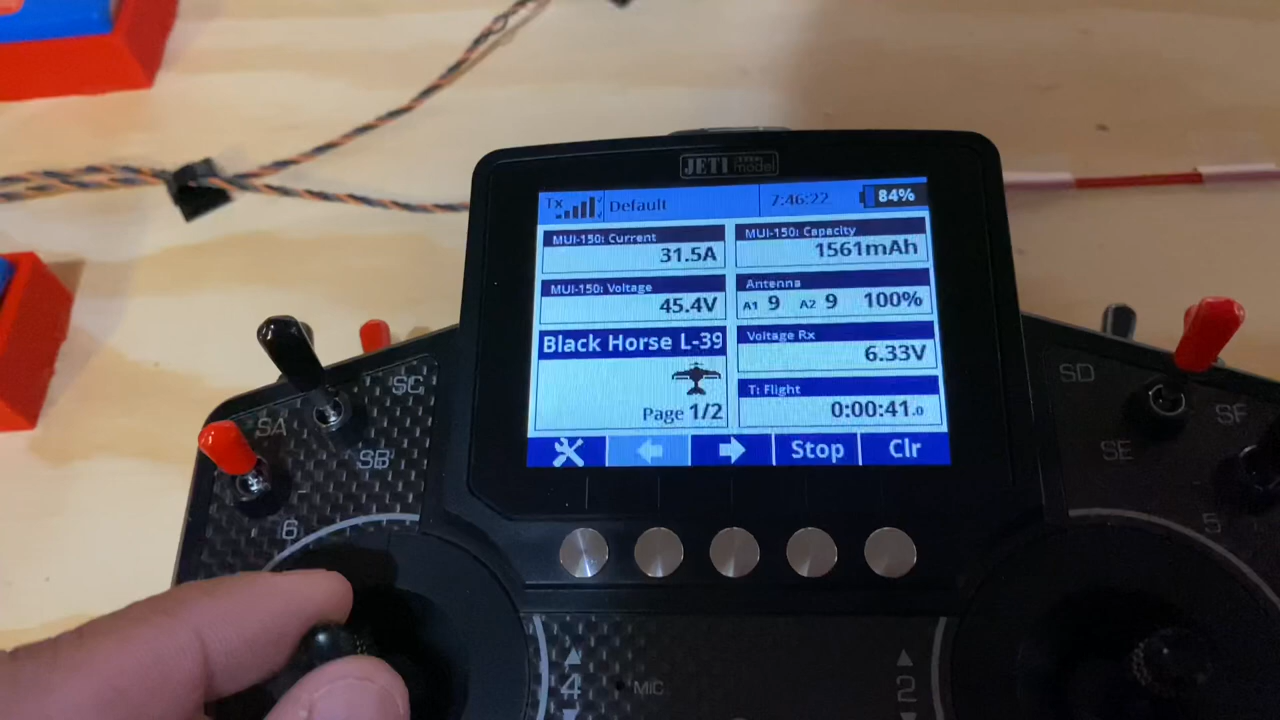 JETI model
Tx Default 7:46:22 84%
MUI-150: Current
31.5A
MUI-150: Capacity
1561mAh
MUI-150: Voltage
45.4V
Antenna
A1 9 A2 9 100%
Black Horse L-39
Page 1/2
Voltage Rx
6.33V
T: Flight
0:00:41.0
Stop Clr
SA
SB
SC
SD
SE
SF
6
5
4
MIC
2